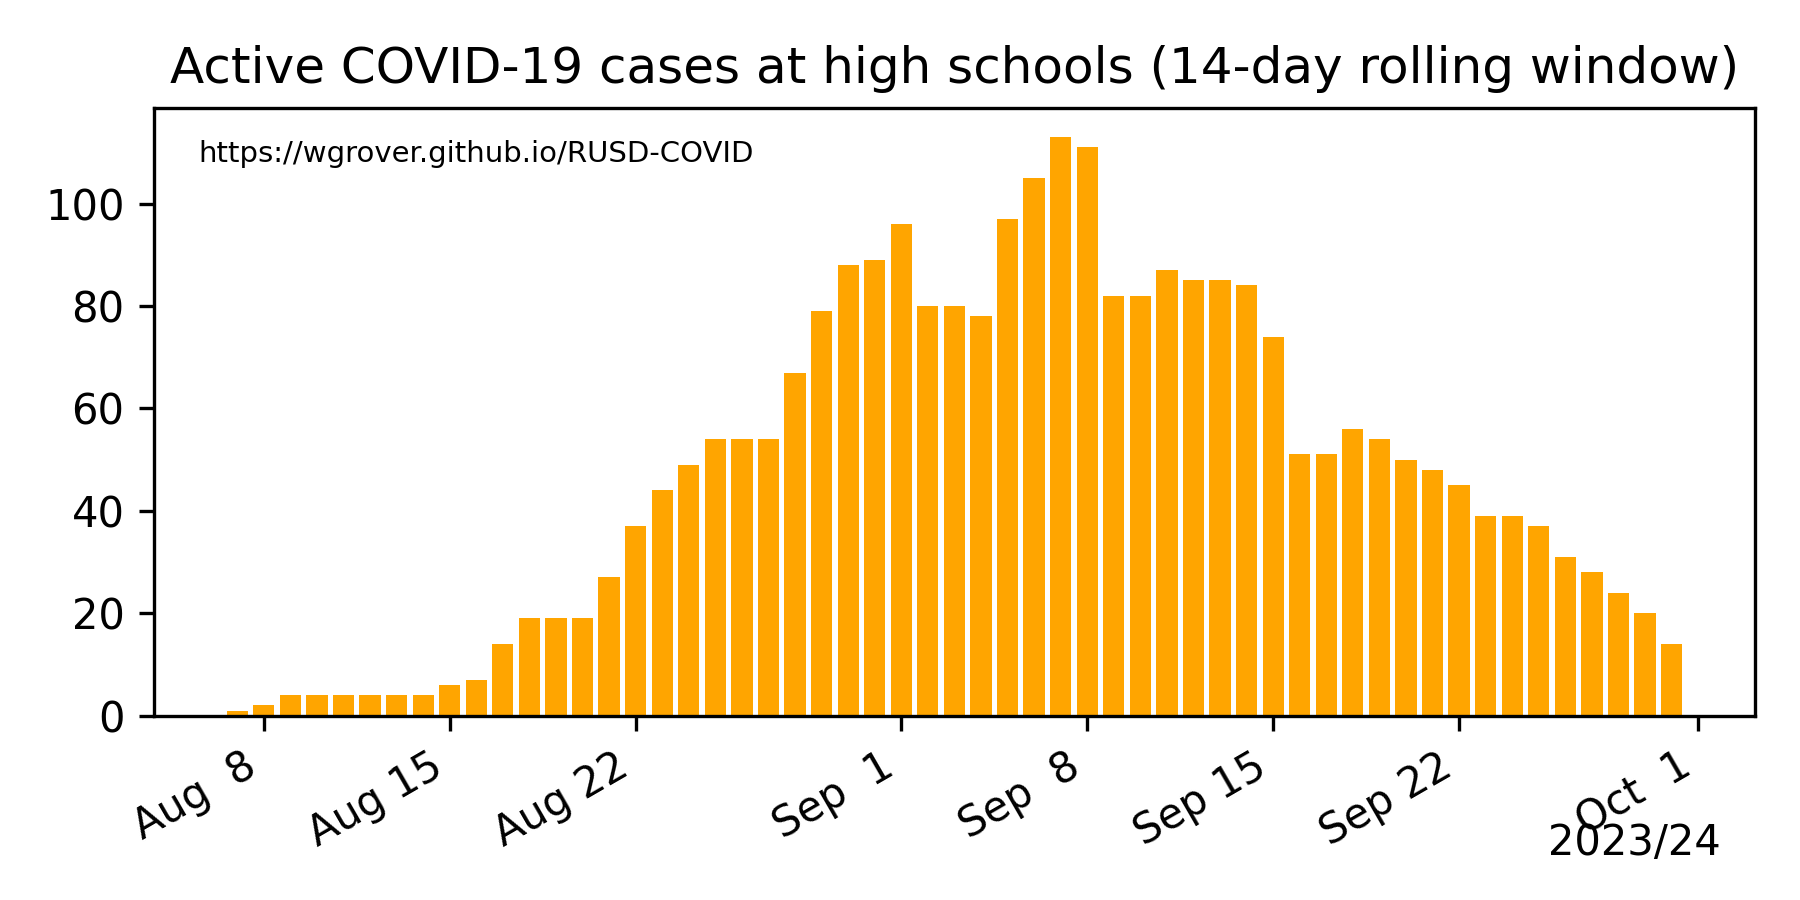 Active COVID-19 cases at high schools (14-day rolling window)
https://wgrover.github.io/RUSD-COVID
100
80
60
40
20
0
Aug 8
Aug 15
Aug 22
Sep 1
Sep 8
Sep 15
Sep 22
Oct 1
2023/24